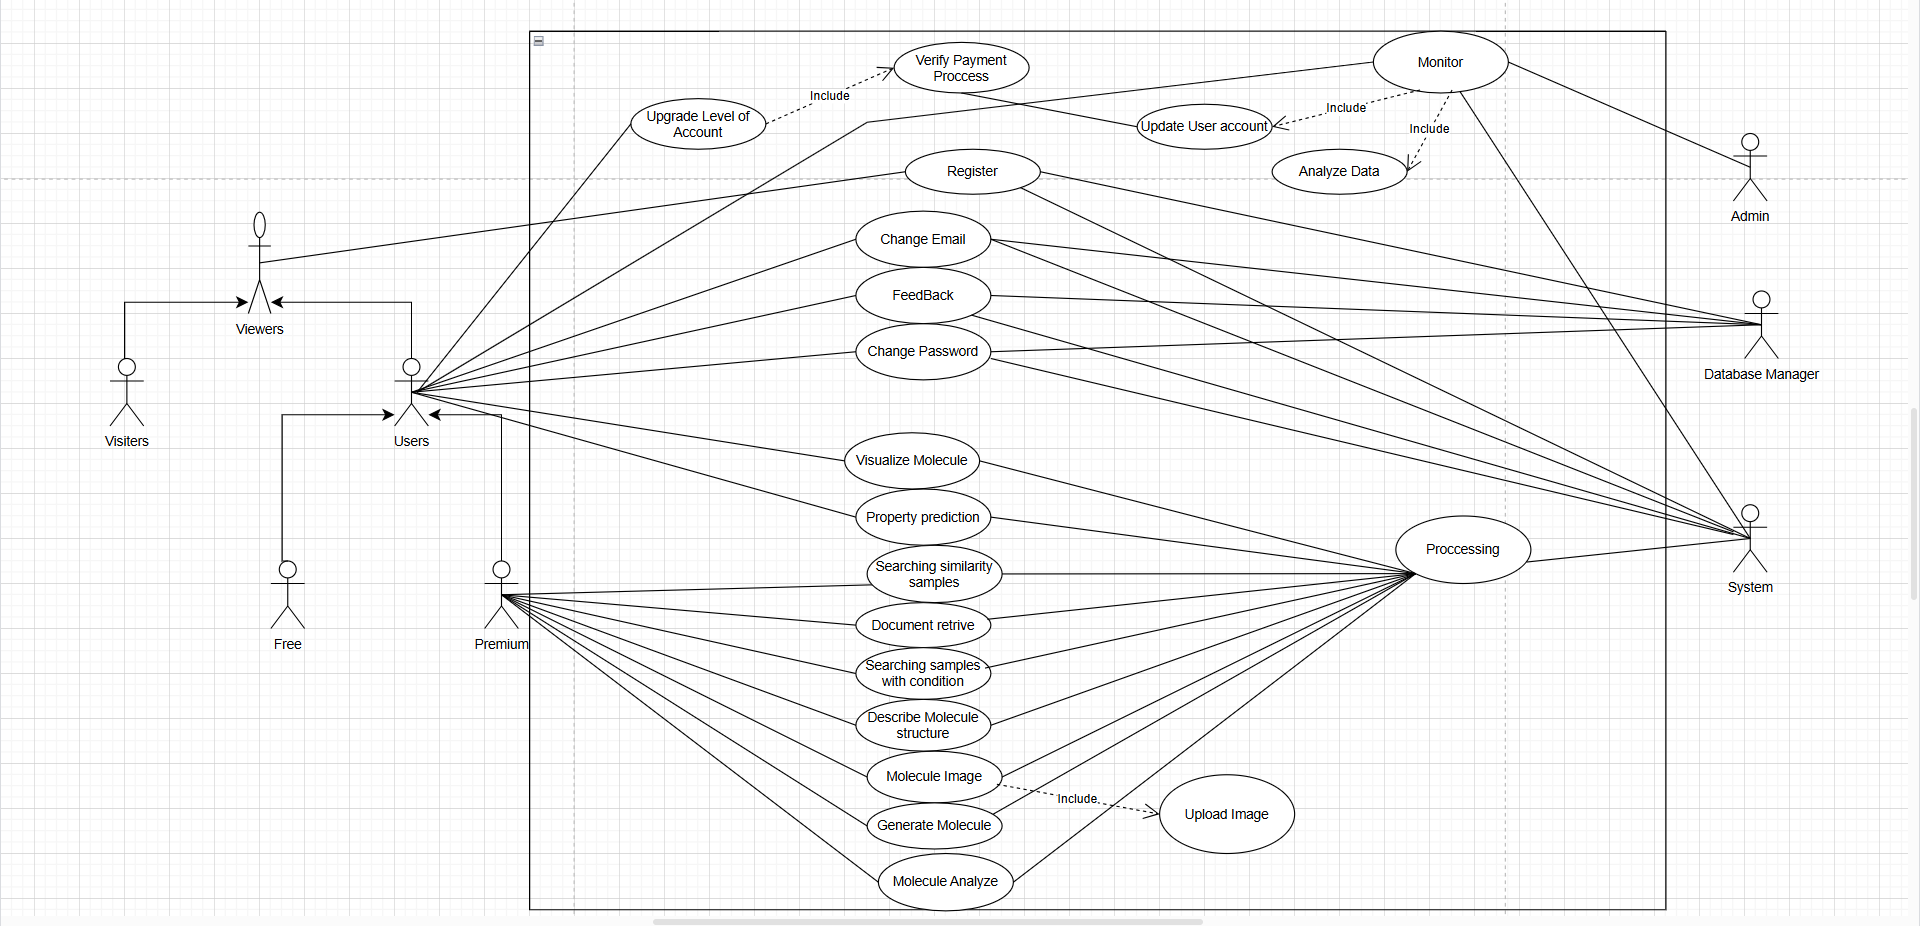 Verify Payment
Proccess
Monitor
Include
Include
Upgrade Level of
Account
Update User account
Include
Register
Analyze Data
Admin
Change Email
FeedBack
Viewers
Change Password
Database Manager
Visiters
Users
Visualize Molecule
Property prediction
Proccessing
Searching similarity
samples
System
Document retrive
Free
Premium
Searching samples
with condition
Describe Molecule
structure
Molecule Image
Include
Upload Image
Generate Molecule
Molecule Analyze